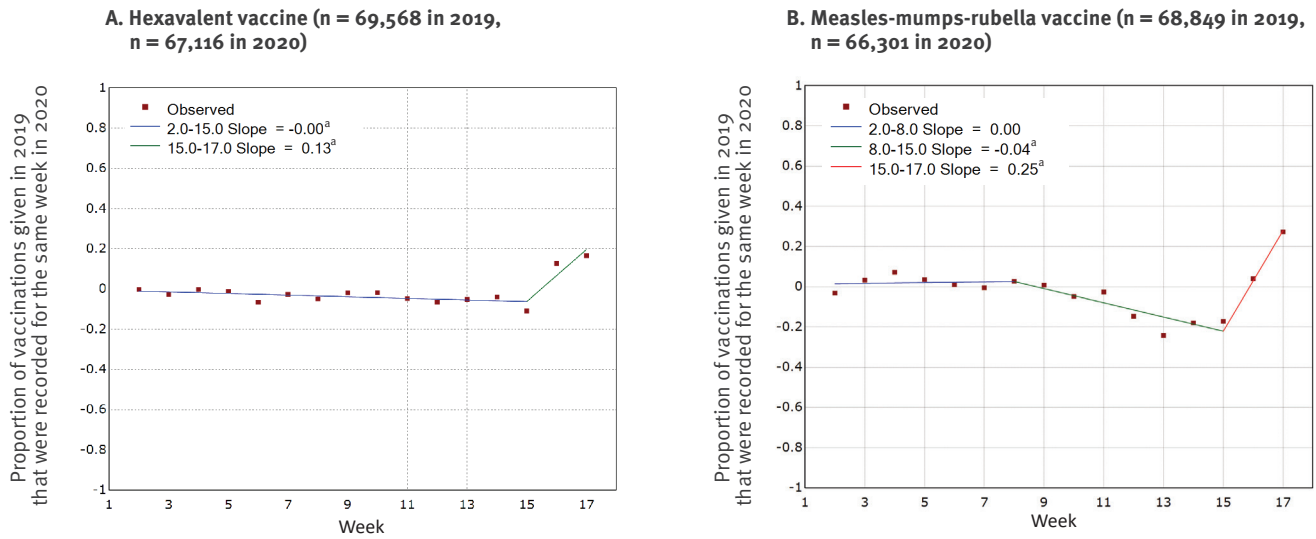 A. Hexavalent vaccine (n = 69,568 in 2019,
n = 67,116 in 2020)
Proportion of vaccinations given in 2019
that were recorded for the same week in 2020
1
0.8
0.6
0.4
0.2
0
-0.2
-0.4
-0.6
-0.8
-1
Observed
2.0-15.0 Slope = -0.00ᵃ
15.0-17.0 Slope = 0.13ᵃ
1 3 5 7 9 11 13 15 17
Week
B. Measles-mumps-rubella vaccine (n = 68,849 in 2019,
n = 66,301 in 2020)
Proportion of vaccinations given in 2019
that were recorded for the same week in 2020
1
0.8
0.6
0.4
0.2
0
-0.2
-0.4
-0.6
-0.8
-1
Observed
2.0-8.0 Slope = 0.00
8.0-15.0 Slope = -0.04ᵃ
15.0-17.0 Slope = 0.25ᵃ
1 3 5 7 9 11 13 15 17
Week